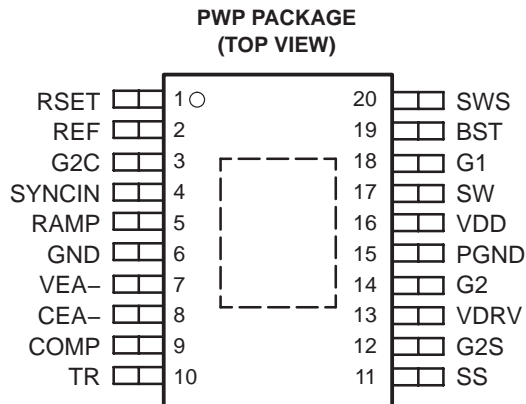 PWP PACKAGE
(TOP VIEW)
RSET 1 20 SWS
REF 2 19 BST
G2C 3 18 G1
SYNCIN 4 17 SW
RAMP 5 16 VDD
GND 6 15 PGND
VEA− 7 14 G2
CEA− 8 13 VDRV
COMP 9 12 G2S
TR 10 11 SS